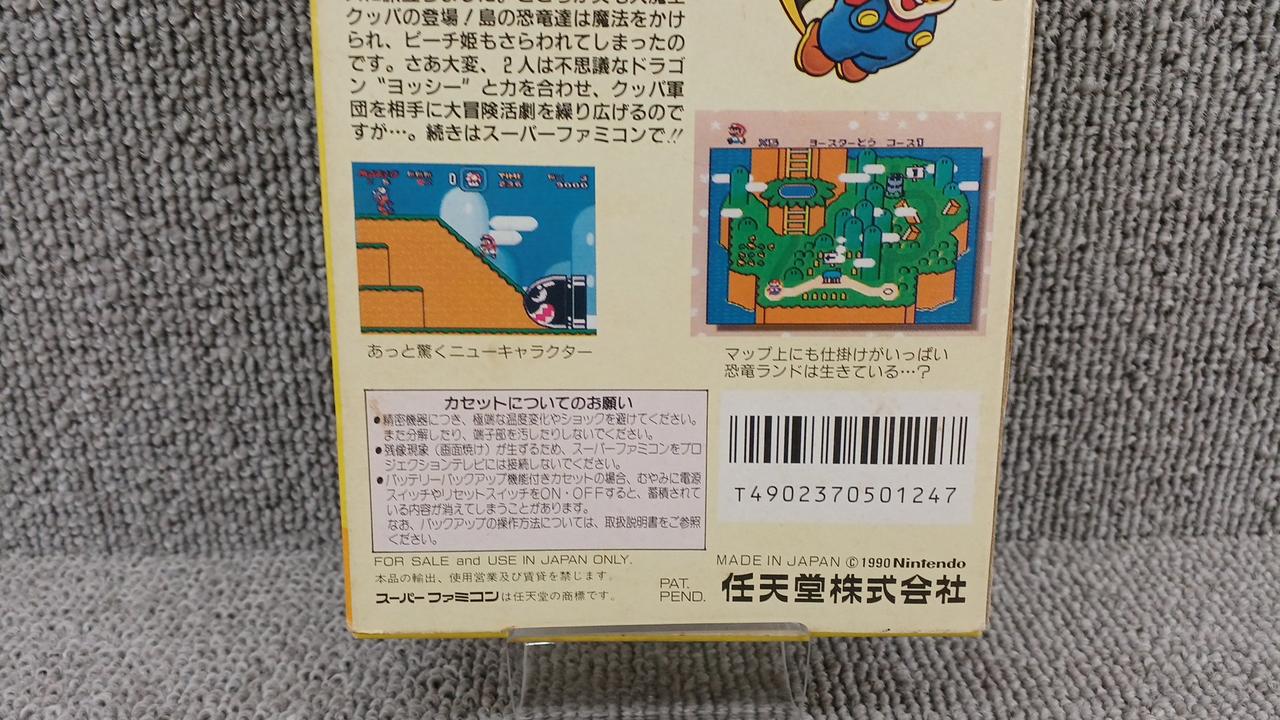 クッパの登場！島の恐竜達は魔法をかけ
られ、ピーチ姫もさらわれてしまったの
です。さあ大変、2人は不思議なドラゴ
ン“ヨッシー”と力を合わせ、クッパ軍
団を相手に大冒険活劇を繰り広げるので
すが…。続きはスーパーファミコンで!!
ヨースターとう コース1
TIME
あっと驚くニューキャラクター
マップ上にも仕掛けがいっぱい
恐竜ランドは生きている…?
カセットについてのお願い
●精密機器につき、極端な温度変化やショックを避けてください。
また分解したり、端子部を汚したりしないでください。
●残像現象（画面焼け）が生ずるため、スーパーファミコンをプロ
ジェクションテレビには接続しないでください。
●バッテリーバックアップ機能付きカセットの場合、むやみに電源
スイッチやリセットスイッチをON・OFFすると、蓄積されて
いる内容が消えてしまうことがあります。
なお、バックアップの操作方法については、取扱説明書をご参照
ください。
T4902370501247
FOR SALE and USE IN JAPAN ONLY.
本品の輸出、使用営業及び賃貸を禁じます。
スーパーファミコンは任天堂の商標です。
PAT.
PEND.
MADE IN JAPAN ©1990 Nintendo
任天堂株式会社